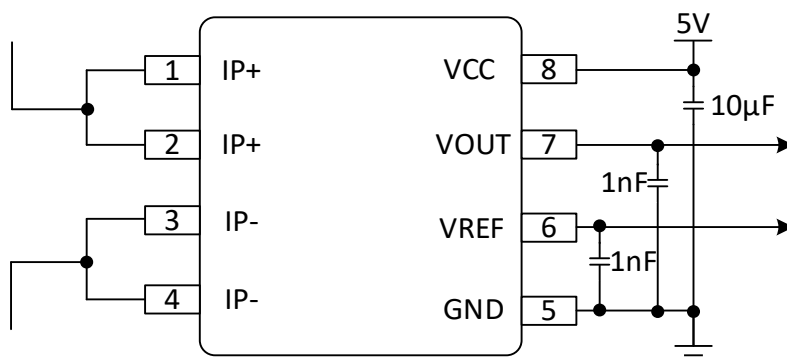 5V
1 IP+ VCC 8
10μF
2 IP+ VOUT 7
1nF
3 IP- VREF 6
1nF
4 IP- GND 5